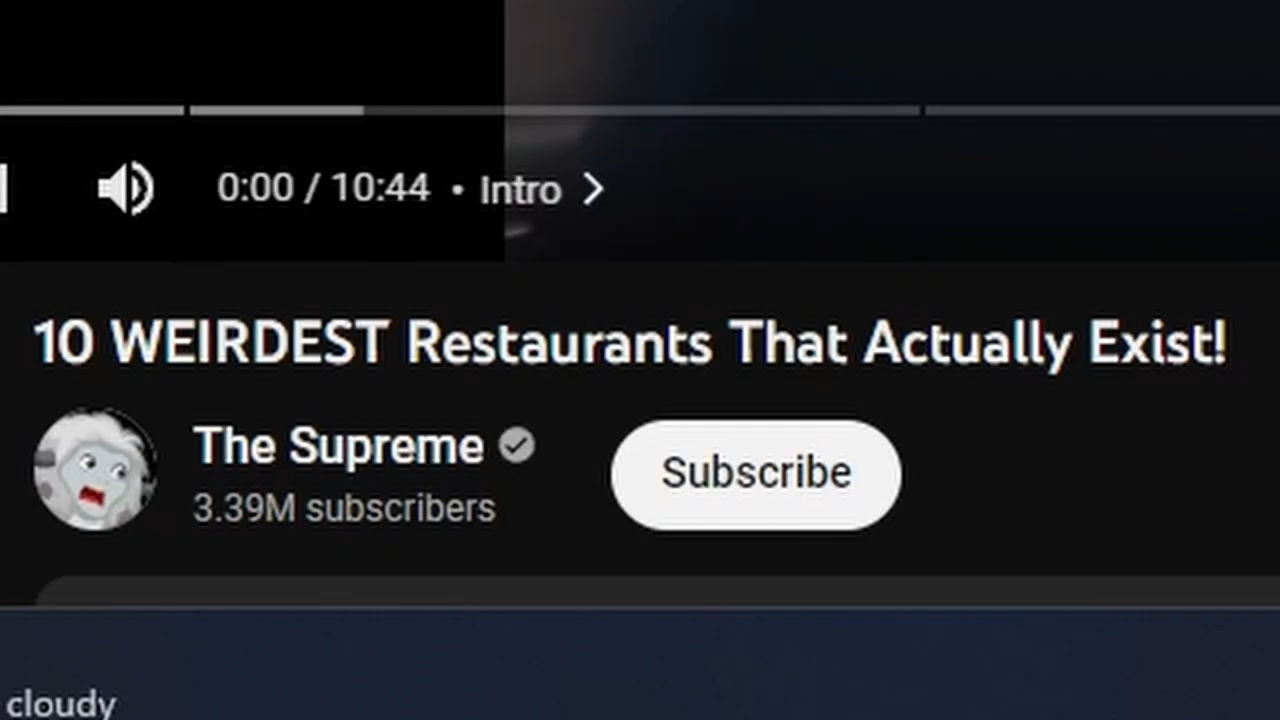 0:00 / 10:44 • Intro
10 WEIRDEST Restaurants That Actually Exist!
The Supreme
3.39M subscribers
Subscribe
cloudy